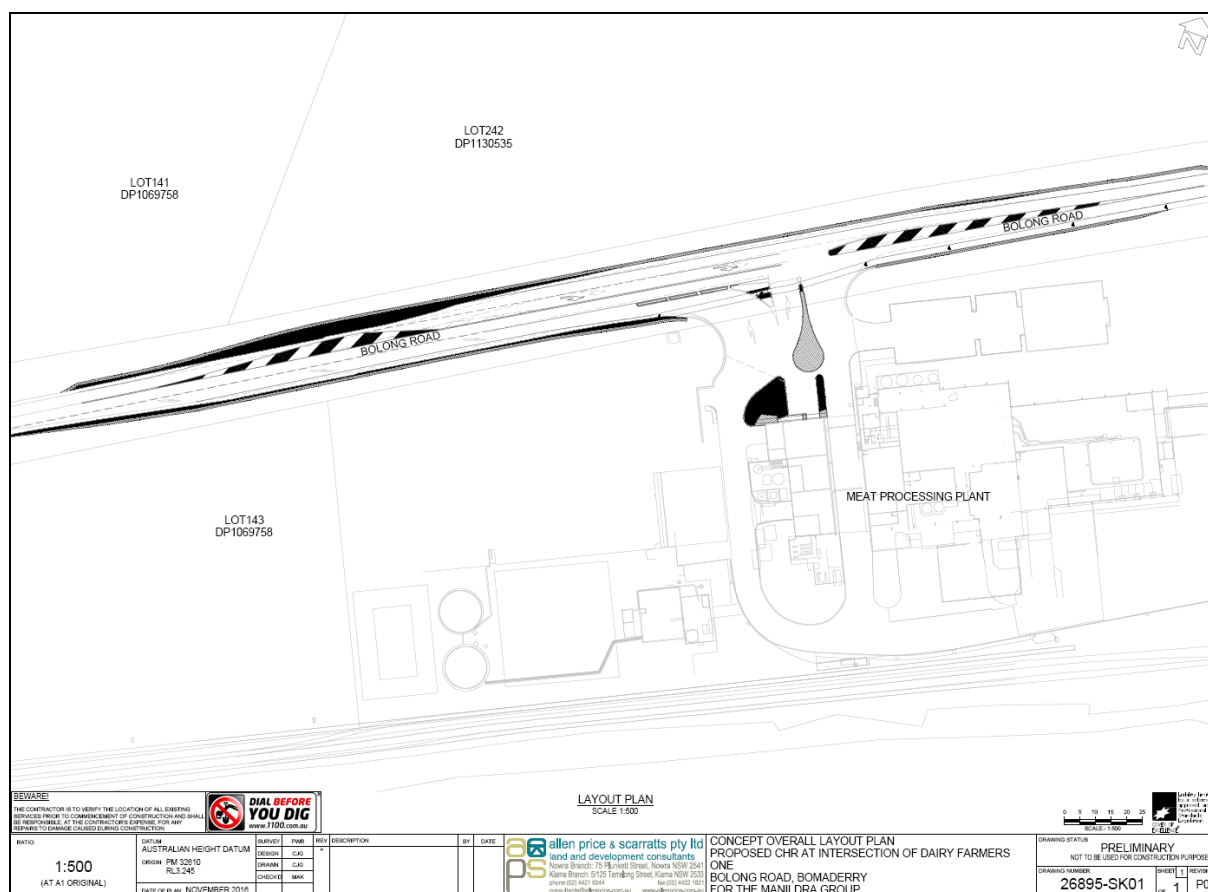 N
LOT242
DP1130535
LOT141
DP1069758
BOLONG ROAD
BOLONG ROAD
MEAT PROCESSING PLANT
LOT143
DP1069758
LAYOUT PLAN
SCALE 1:500
BEWARE!
THE CONTRACTOR IS TO VERIFY THE LOCATION OF ALL EXISTING
SERVICES PRIOR TO COMMENCEMENT OF CONSTRUCTION AND SHALL
BE RESPONSIBLE, AT THE CONTRACTOR'S EXPENSE, FOR ANY
REPAIRS TO DAMAGE CAUSED DURING CONSTRUCTION.
DIAL BEFORE
YOU DIG
www.1100.com.au
0 5 10 15 20 25
SCALE:- 1:500
COVER OF
EXCELLENCE
RATIO:
1:500
(AT A1 ORIGINAL)
DATUM:
AUSTRALIAN HEIGHT DATUM
ORIGIN: PM 32610
RL3.245
DATE OF PLAN: NOVEMBER 2016
SURVEY PWR
DESIGN CJG
DRAWN CJG
CHECK'D MAK
REV DESCRIPTION BY DATE
aps
allen price & scarratts pty ltd
land and development consultants
Nowra Branch: 75 Plunkett Street, Nowra NSW 2541
Kiama Branch: 5/125 Terralong Street, Kiama NSW 2533
CONCEPT OVERALL LAYOUT PLAN
PROPOSED CHR AT INTERSECTION OF DAIRY FARMERS
ONE
BOLONG ROAD, BOMADERRY
FOR THE MANILDRA GROUP
DRAWING STATUS
PRELIMINARY
NOT TO BE USED FOR CONSTRUCTION PURPOSE
DRAWING NUMBER
26895-SK01
SHEET 1
1